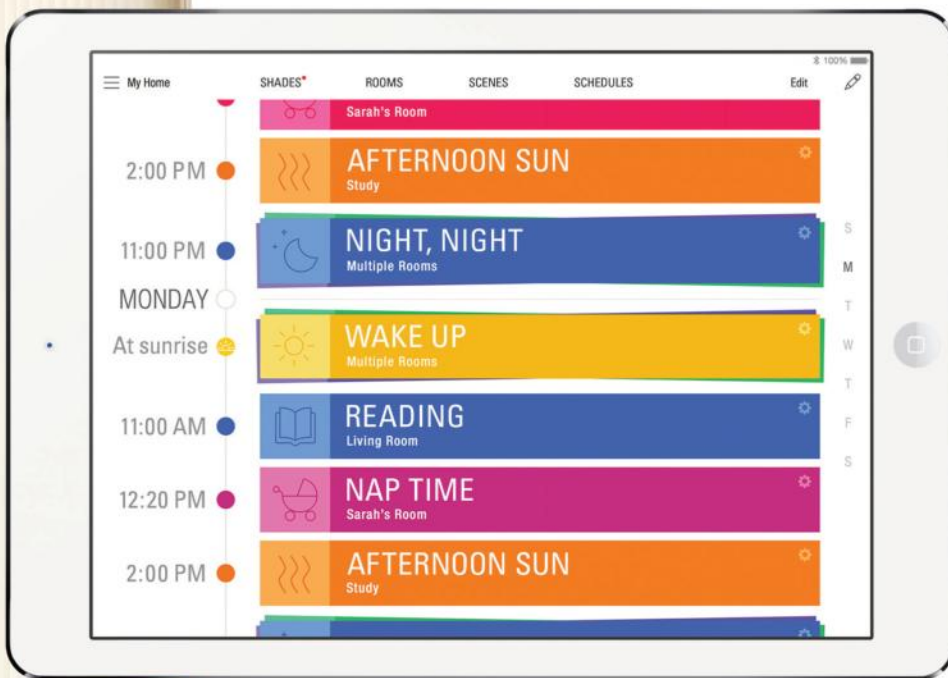 100%
My Home SHADES ROOMS SCENES SCHEDULES Edit
Sarah's Room
2:00 PM AFTERNOON SUN
Study
11:00 PM NIGHT, NIGHT
Multiple Rooms
MONDAY
At sunrise WAKE UP
Multiple Rooms
11:00 AM READING
Living Room
12:20 PM NAP TIME
Sarah's Room
2:00 PM AFTERNOON SUN
Study
S
M
T
W
T
F
S